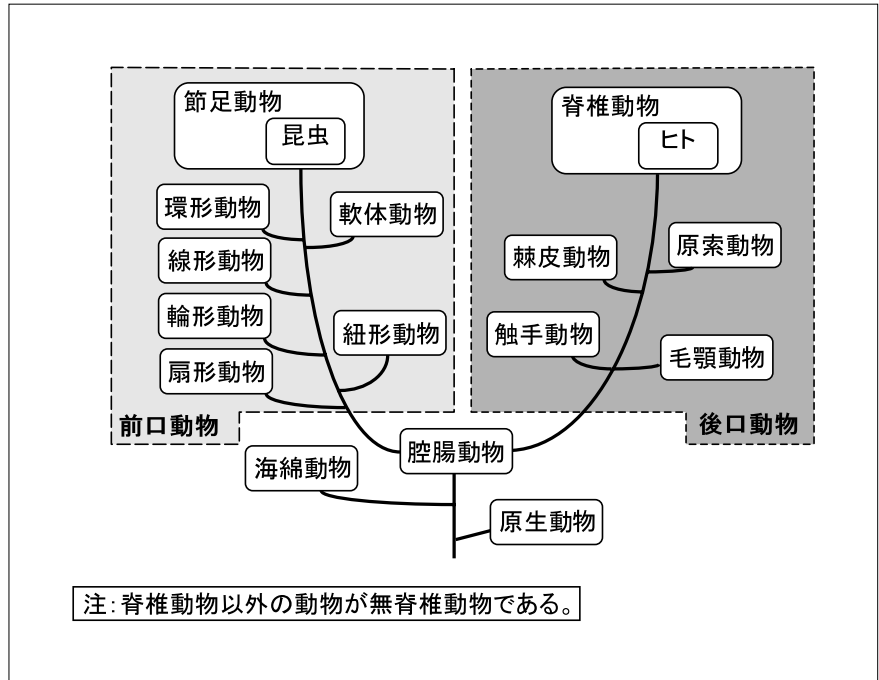 節足動物
昆虫
環形動物
軟体動物
線形動物
輪形動物
紐形動物
扇形動物
前口動物
脊椎動物
ヒト
棘皮動物
原索動物
触手動物
毛顎動物
後口動物
腔腸動物
海綿動物
原生動物
注:脊椎動物以外の動物が無脊椎動物である。